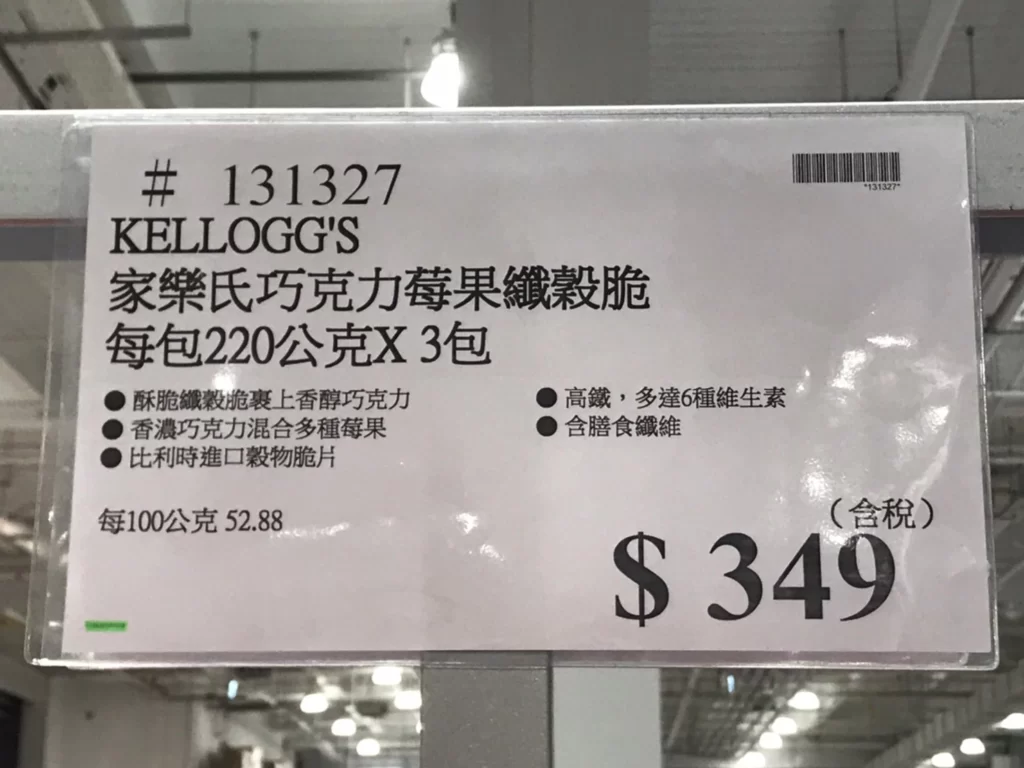 # 131327
*131327*
KELLOGG'S
家樂氏巧克力莓果纖穀脆
每包220公克X 3包
● 酥脆纖穀脆裹上香醇巧克力
● 香濃巧克力混合多種莓果
● 比利時進口穀物脆片
● 高鐵，多達6種維生素
● 含膳食纖維
每100公克 52.88
（含稅）
$ 349